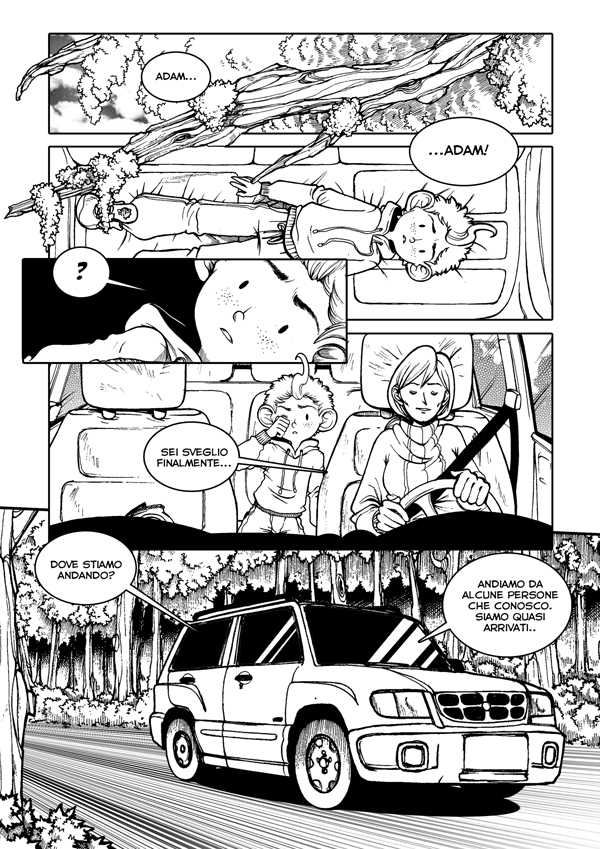 ADAM...
...ADAM!
?
SEI SVEGLIO
FINALMENTE...
DOVE STIAMO
ANDANDO?
ANDIAMO DA
ALCUNE PERSONE
CHE CONOSCO.
SIAMO QUASI
ARRIVATI..